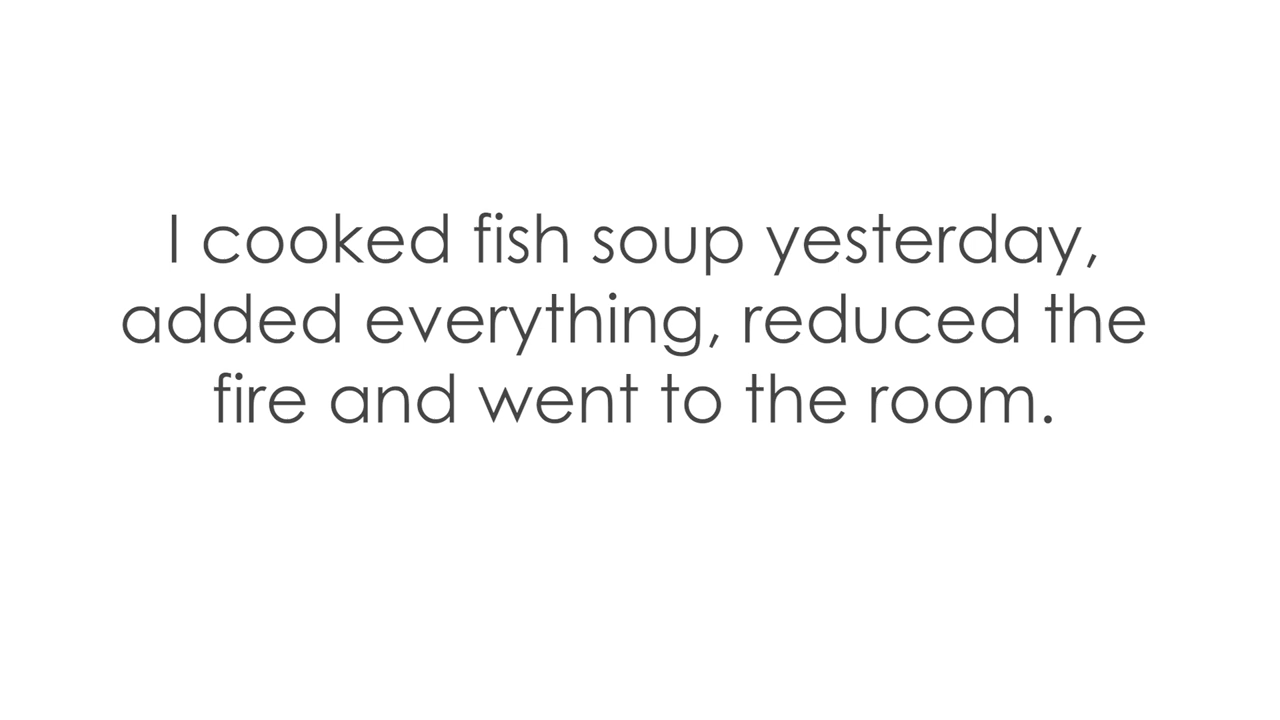 I cooked fish soup yesterday,
added everything, reduced the
fire and went to the room.